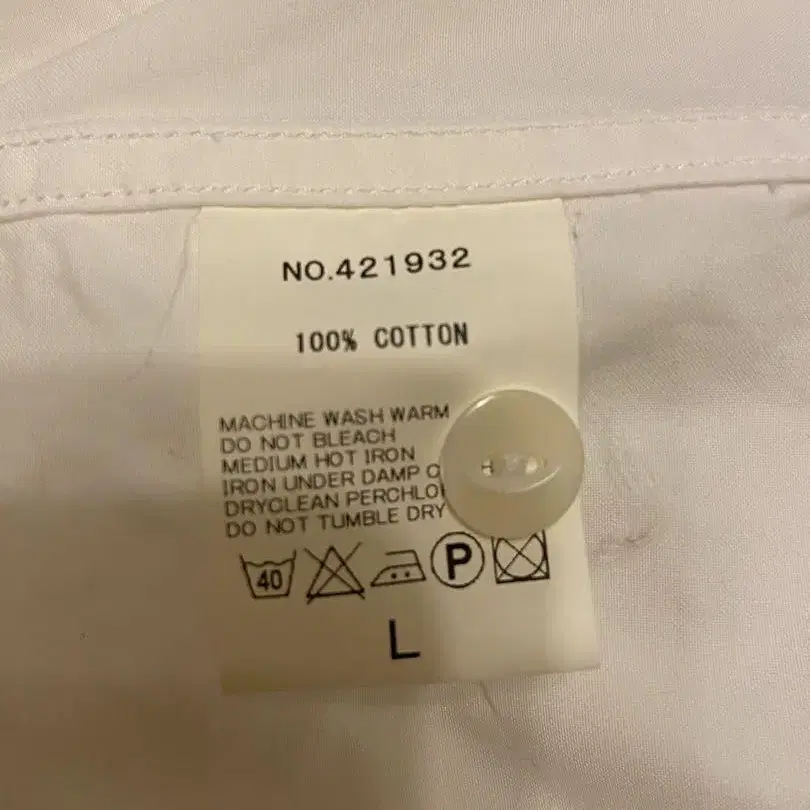 NO.421932
100% COTTON
MACHINE WASH WARM
DO NOT BLEACH
MEDIUM HOT IRON
IRON UNDER DAMP
DRYCLEAN
DO NOT TUMBLE DRY
40 P
L